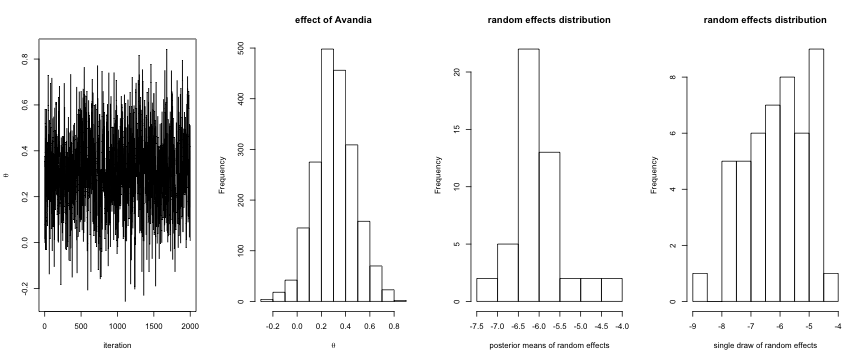 effect of Avandia
random effects distribution
random effects distribution
θ
0.8
0.6
0.4
0.2
0.0
-0.2
0 500 1000 1500 2000
iteration
Frequency
500
400
300
200
100
0
-0.2 0.0 0.2 0.4 0.6 0.8
θ
Frequency
20
15
10
5
0
-7.5 -7.0 -6.5 -6.0 -5.5 -5.0 -4.5 -4.0
posterior means of random effects
Frequency
8
6
4
2
0
-9 -8 -7 -6 -5 -4
single draw of random effects